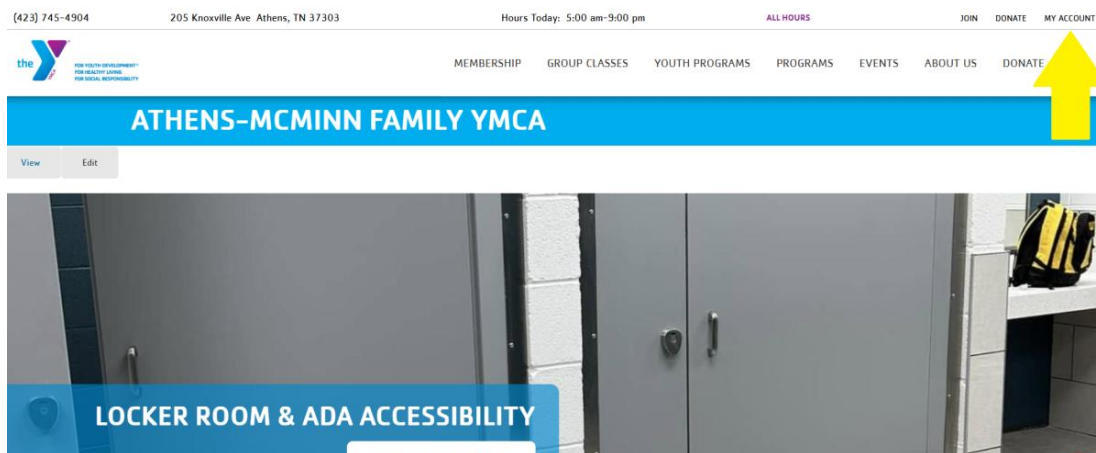 (423) 745-4904 205 Knoxville Ave Athens, TN 37303 Hours Today: 5:00 am-9:00 pm ALL HOURS JOIN DONATE MY ACCOUNT
the YMCA
FOR YOUTH DEVELOPMENT®
FOR HEALTHY LIVING
FOR SOCIAL RESPONSIBILITY
MEMBERSHIP GROUP CLASSES YOUTH PROGRAMS PROGRAMS EVENTS ABOUT US DONATE
ATHENS-MCMINN FAMILY YMCA
View Edit
LOCKER ROOM & ADA ACCESSIBILITY